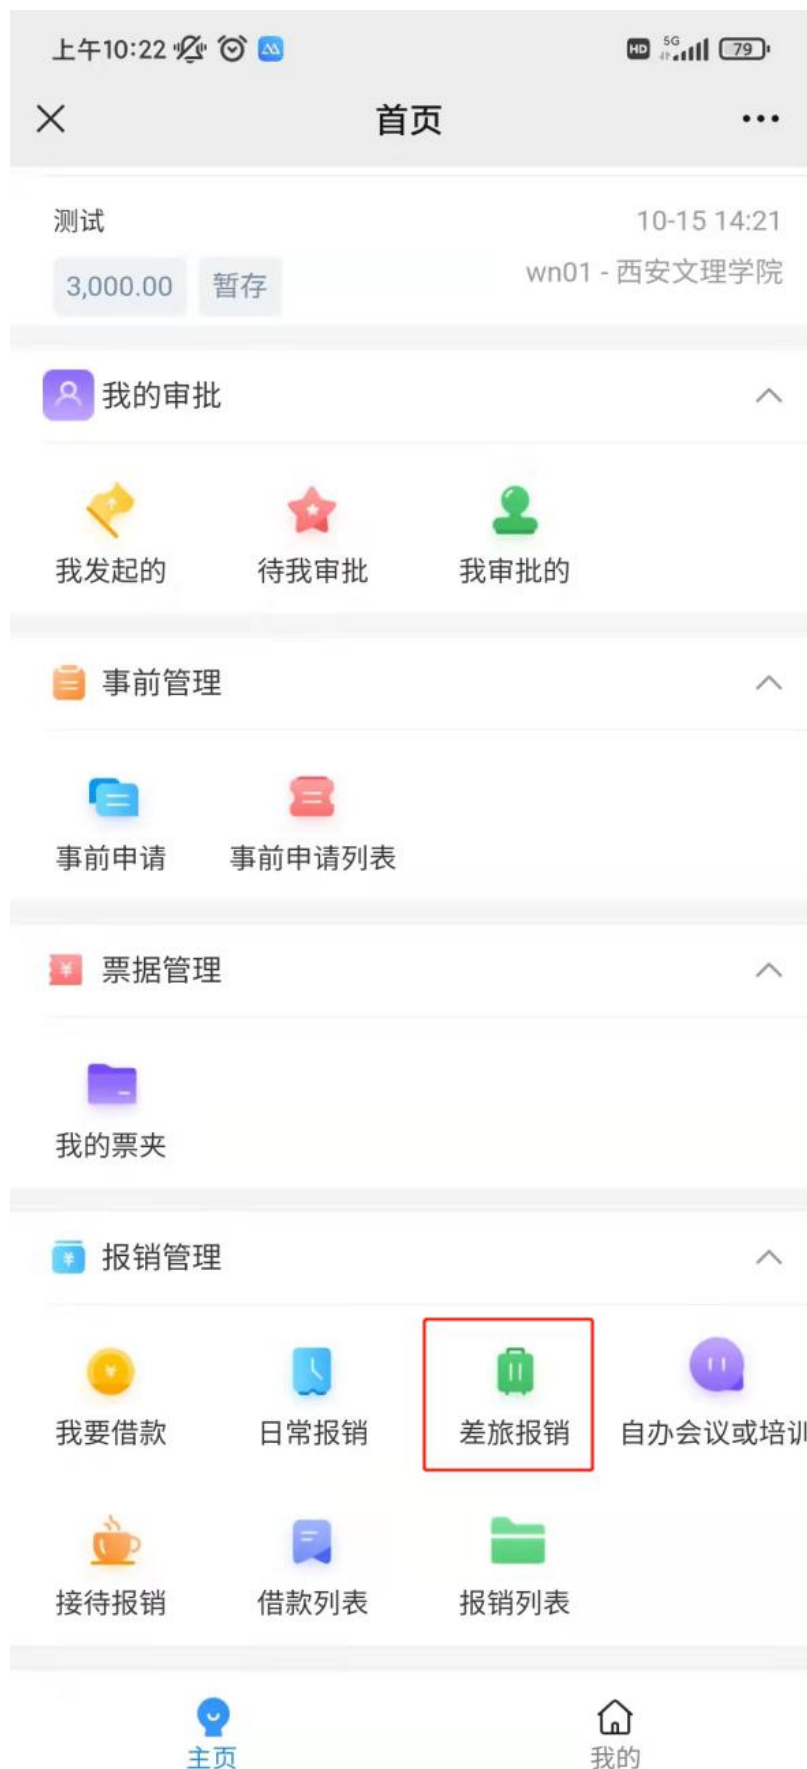 上午10:22 HD 5G 79
首页
测试 10-15 14:21
3,000.00 暂存 wn01 - 西安文理学院
我的审批
我发起的 待我审批 我审批的
事前管理
事前申请 事前申请列表
¥ 票据管理
我的票夹
¥ 报销管理
¥
我要借款 日常报销 差旅报销 自办会议或培训
接待报销 借款列表 报销列表
主页 我的